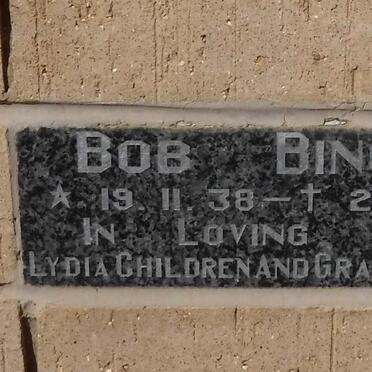 BOB BIN
* 19.11.38 – † 2
IN LOVING
LYDIA CHILDREN AND GRA